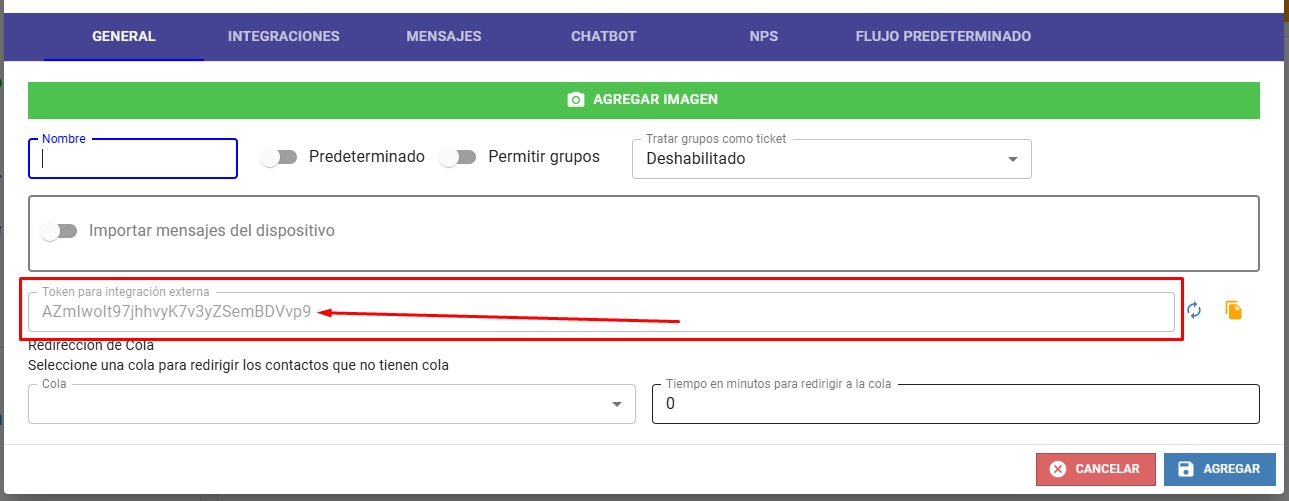 GENERAL INTEGRACIONES MENSAJES CHATBOT NPS FLUJO PREDETERMINADO
AGREGAR IMAGEN
Nombre
Predeterminado
Permitir grupos
Tratar grupos como ticket
Deshabilitado
Importar mensajes del dispositivo
Token para integración externa
AZmIwoIt97jhhvyK7v3yZSemBDVvp9
Redirección de Cola
Seleccione una cola para redirigir los contactos que no tienen cola
Cola
Tiempo en minutos para redirigir a la cola
0
CANCELAR
AGREGAR